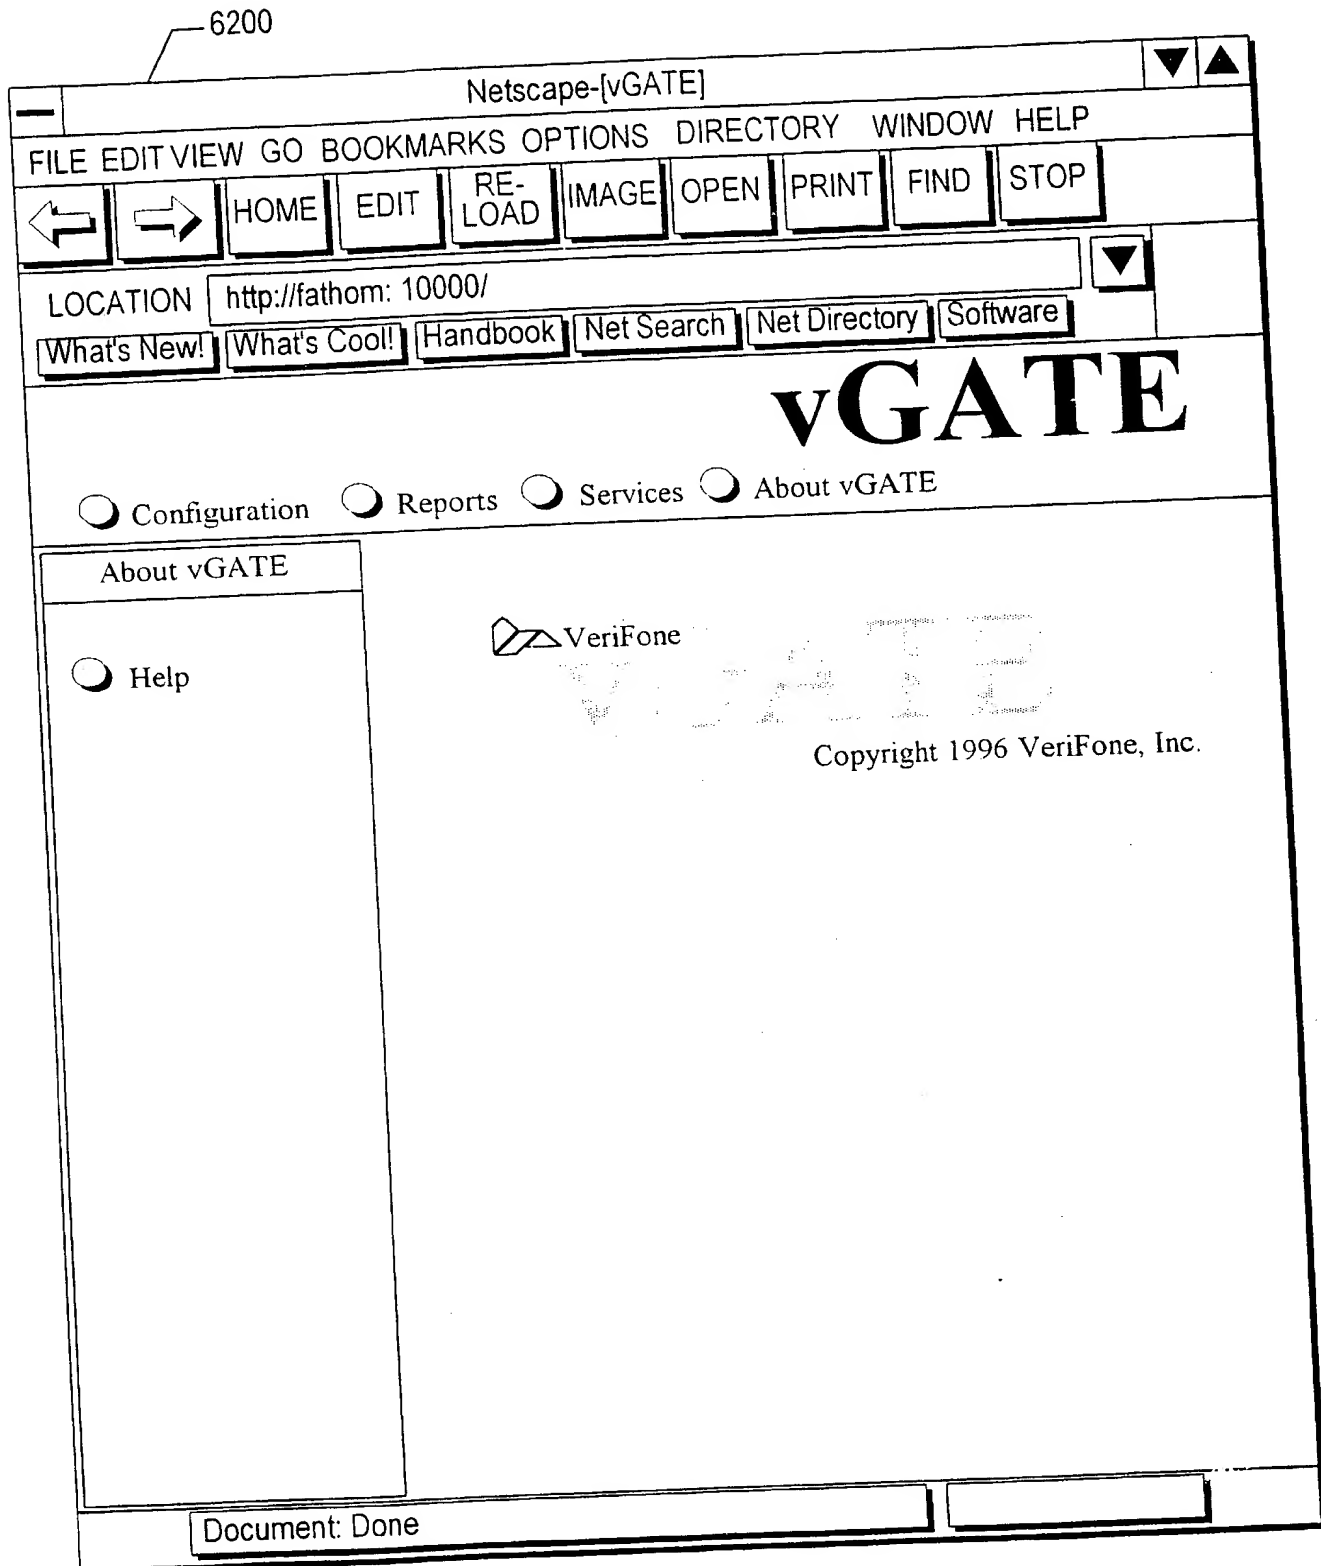 6200
Netscape-[vGATE]
FILE EDIT VIEW GO BOOKMARKS OPTIONS DIRECTORY WINDOW HELP
HOME EDIT RE-LOAD IMAGE OPEN PRINT FIND STOP
LOCATION http://fathom: 10000/
What's New! What's Cool! Handbook Net Search Net Directory Software
vGATE
Configuration Reports Services About vGATE
About vGATE
Help
VeriFone
vGATE
Copyright 1996 VeriFone, Inc.
Document: Done